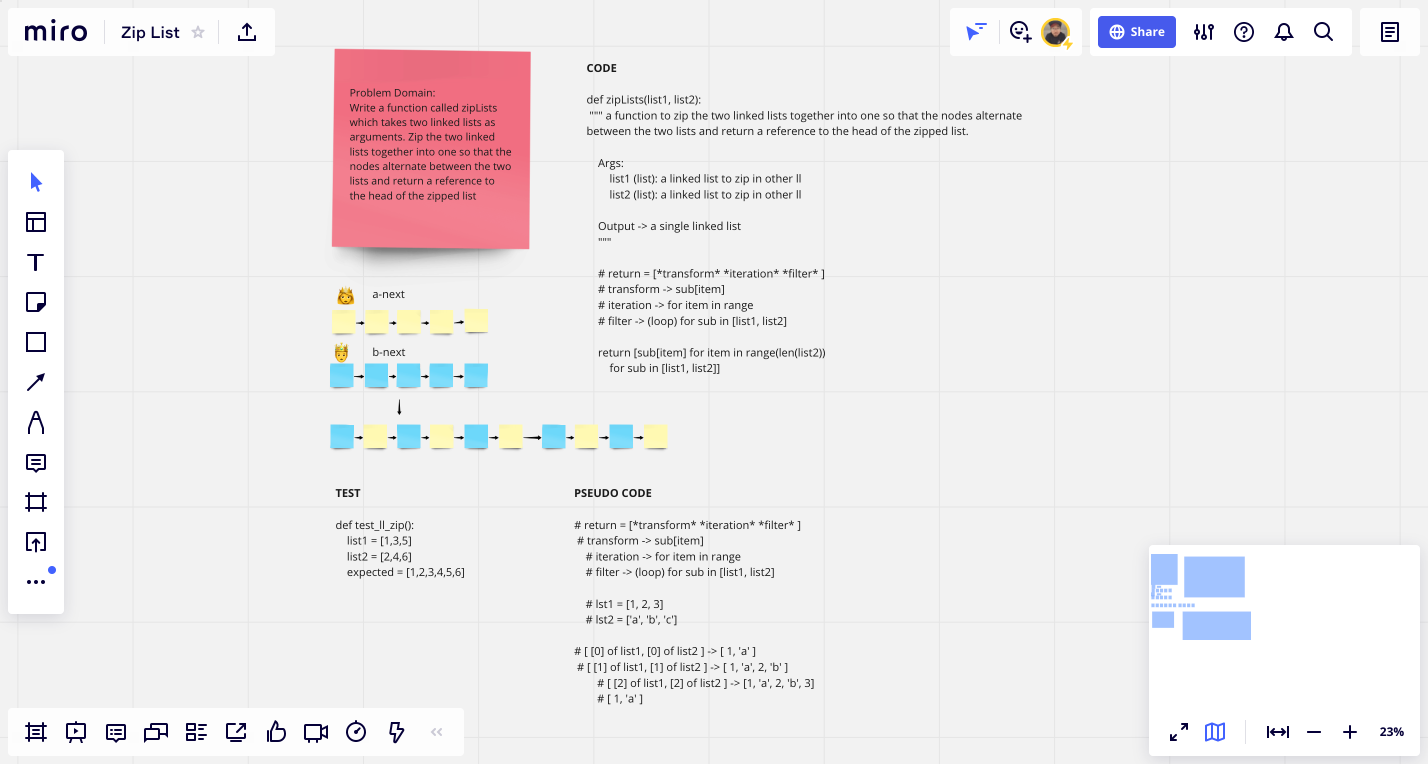 miro
Zip List
Share
Problem Domain:
Write a function called zipLists
which takes two linked lists as
arguments. Zip the two linked
lists together into one so that the
nodes alternate between the two
lists and return a reference to
the head of the zipped list
a-next
b-next
CODE
def zipLists(list1, list2):
""" a function to zip the two linked lists together into one so that the nodes alternate
between the two lists and return a reference to the head of the zipped list.
Args:
list1 (list): a linked list to zip in other ll
list2 (list): a linked list to zip in other ll
Output -> a single linked list
"""
# return = [*transform* *iteration* *filter* ]
# transform -> sub[item]
# iteration -> for item in range
# filter -> (loop) for sub in [list1, list2]
return [sub[item] for item in range(len(list2))
for sub in [list1, list2]]
TEST
def test_ll_zip():
list1 = [1,3,5]
list2 = [2,4,6]
expected = [1,2,3,4,5,6]
PSEUDO CODE
# return = [*transform* *iteration* *filter* ]
# transform -> sub[item]
# iteration -> for item in range
# filter -> (loop) for sub in [list1, list2]
# lst1 = [1, 2, 3]
# lst2 = ['a', 'b', 'c']
# [ [0] of list1, [0] of list2 ] -> [ 1, 'a' ]
# [ [1] of list1, [1] of list2 ] -> [ 1, 'a', 2, 'b' ]
# [ [2] of list1, [2] of list2 ] -> [1, 'a', 2, 'b', 3]
# [ 1, 'a' ]
23%